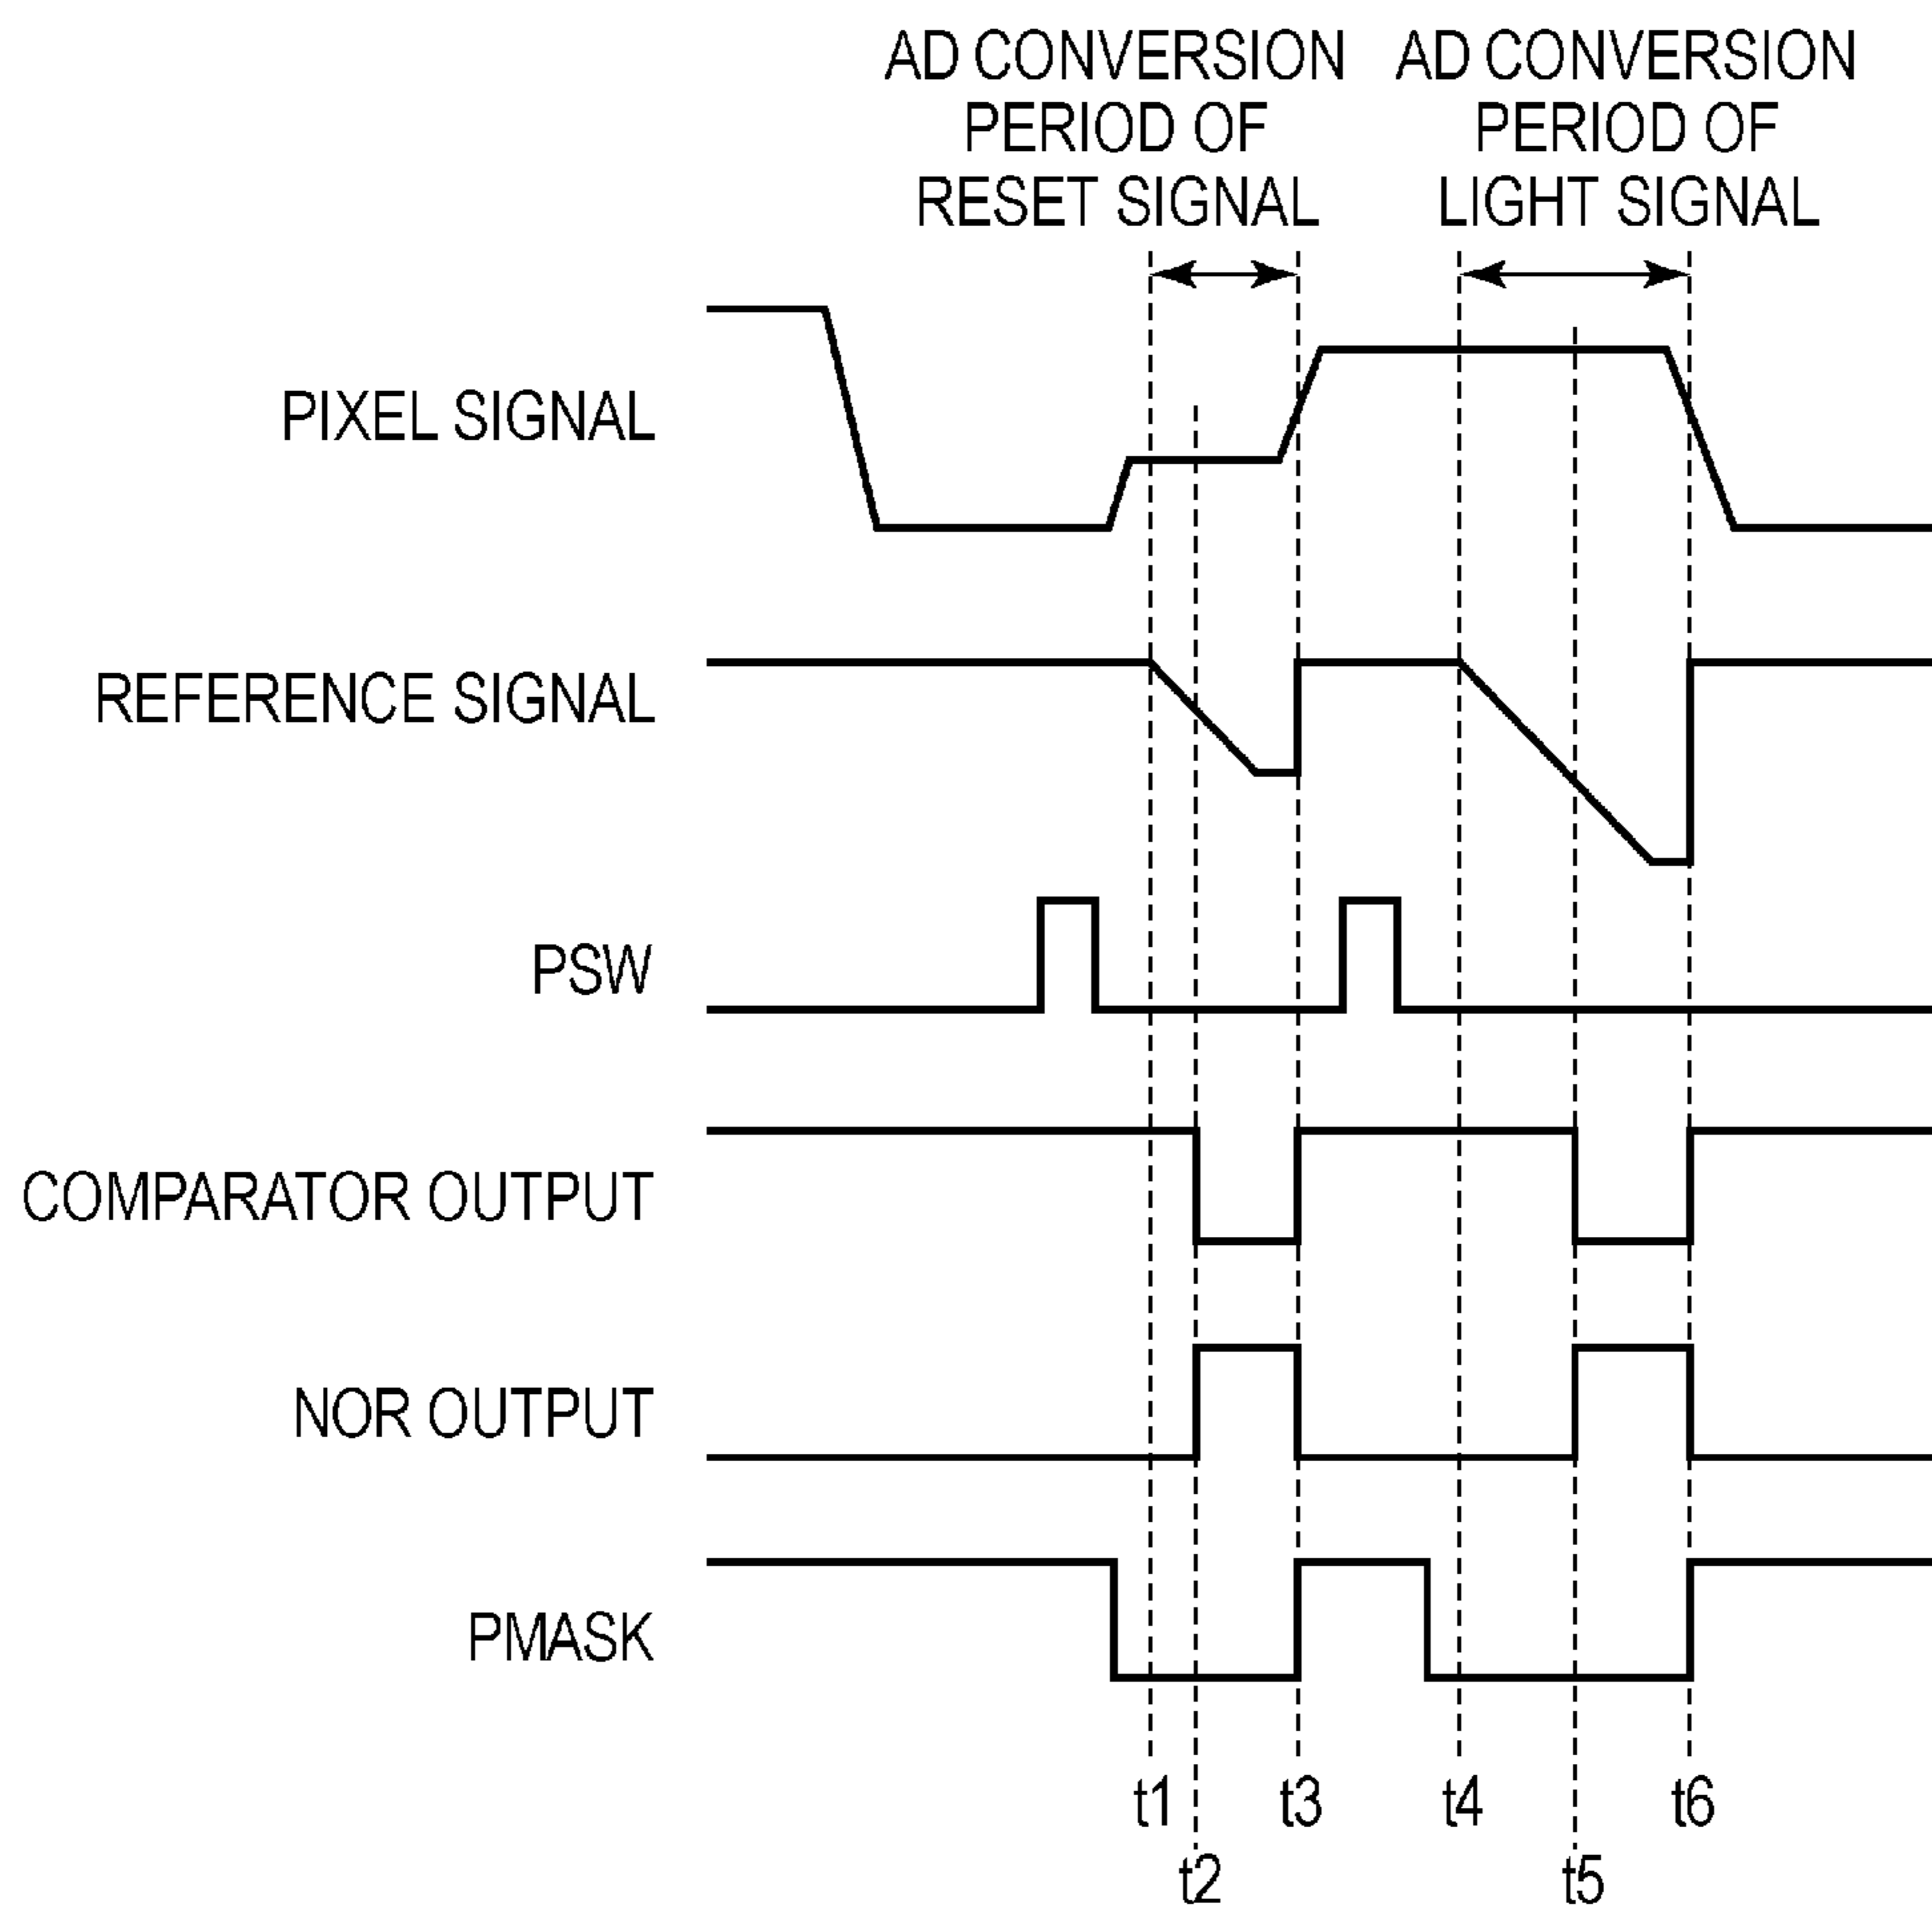 AD CONVERSION
PERIOD OF
RESET SIGNAL
AD CONVERSION
PERIOD OF
LIGHT SIGNAL
PIXEL SIGNAL
REFERENCE SIGNAL
PSW
COMPARATOR OUTPUT
NOR OUTPUT
PMASK
t1
t2
t3
t4
t5
t6